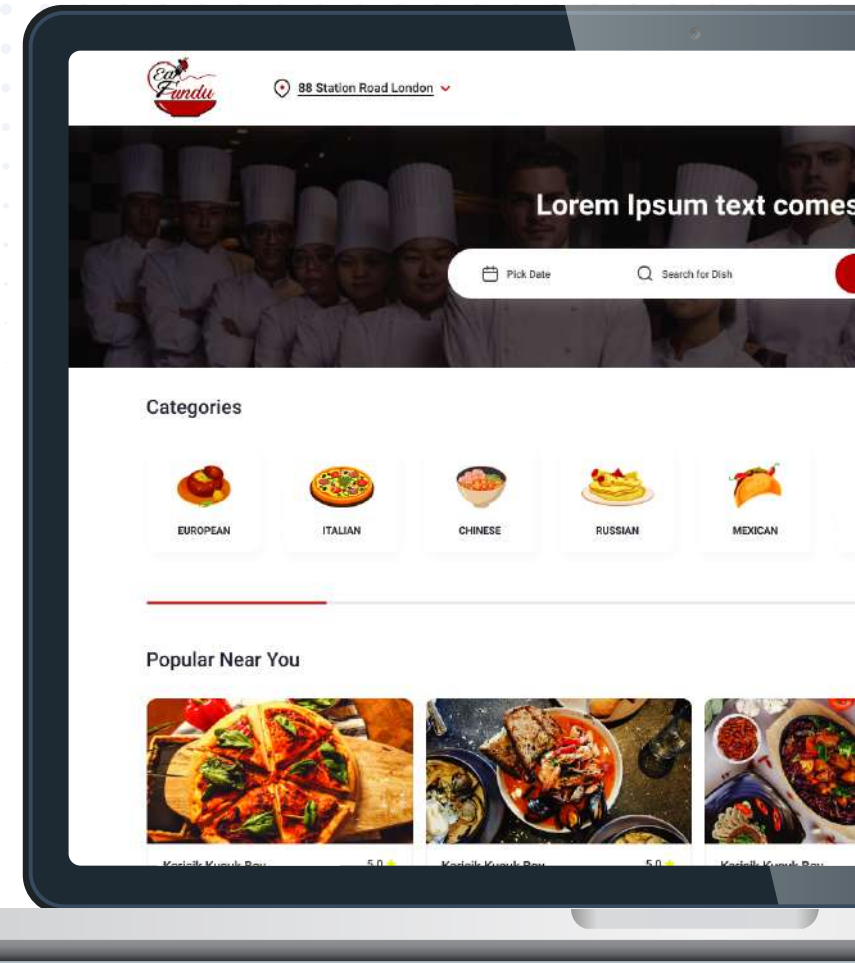 Eat
Fundu
88 Station Road London
Lorem Ipsum text comes
Pick Date
Search for Dish
Categories
EUROPEAN
ITALIAN
CHINESE
RUSSIAN
MEXICAN
Popular Near You
5.0
5.0